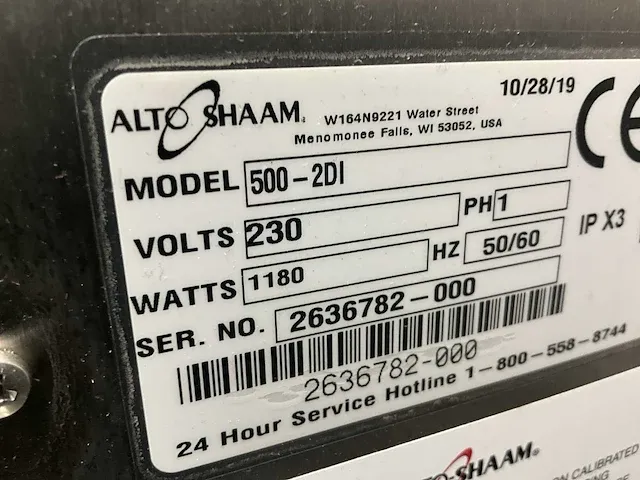 10/28/19
ALTO SHAAM® W164N9221 Water Street
Menomonee Falls, WI 53052, USA
CE
MODEL 500-2DI
VOLTS 230 PH 1
WATTS 1180 HZ 50/60 IP X3
SER. NO. 2636782-000
2636782-000
24 Hour Service Hotline 1-800-558-8744
ALTO-SHAAM®
CALIBRATED